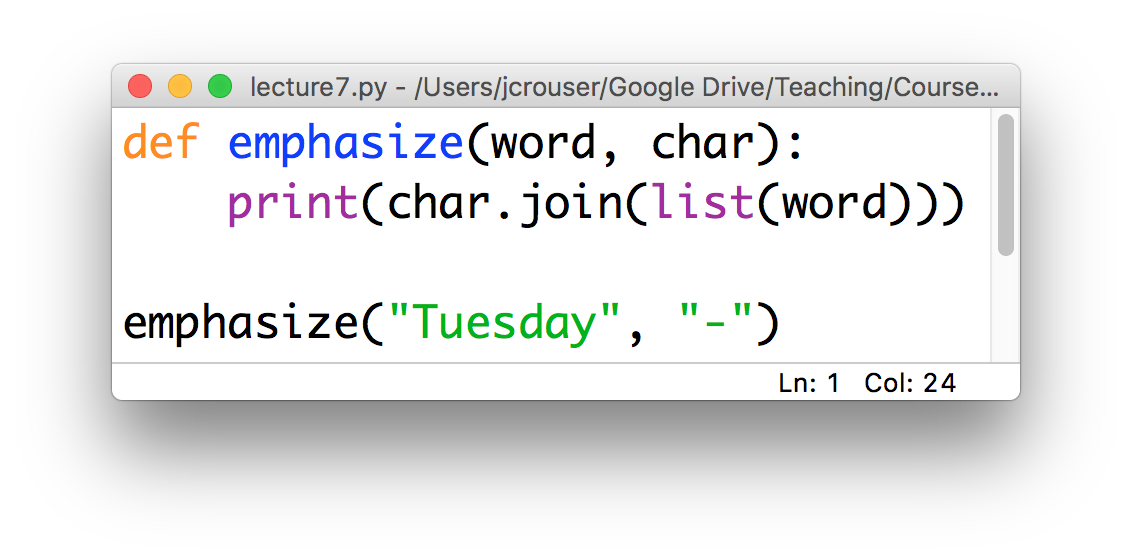 lecture7.py - /Users/jcrouser/Google Drive/Teaching/Course...
def emphasize(word, char):
    print(char.join(list(word)))
emphasize("Tuesday", "-")
Ln: 1 Col: 24